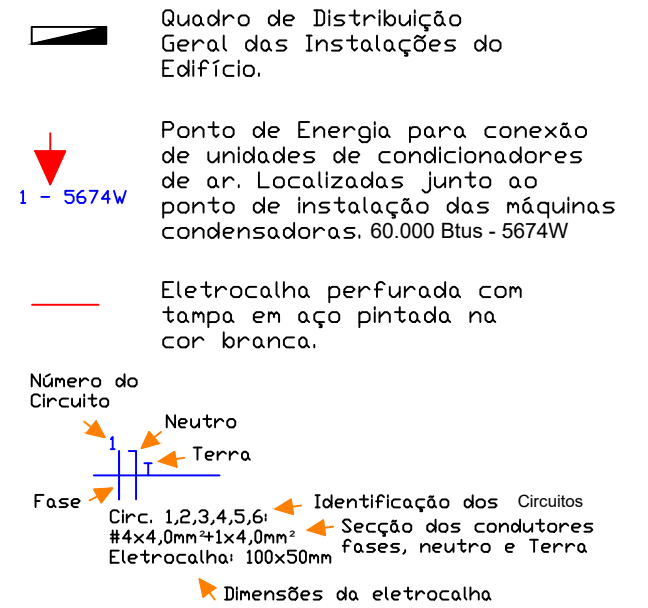 Quadro de Distribuição
Geral das Instalações do
Edifício.
Ponto de Energia para conexão
de unidades de condicionadores
de ar. Localizadas junto ao
ponto de instalação das máquinas
condensadoras. 60.000 Btus - 5674W
1 - 5674W
Eletrocalha perfurada com
tampa em aço pintada na
cor branca.
Número do
Circuito
1
Neutro
T
Terra
Fase
Circ. 1,2,3,4,5,6:
#4x4,0mm²+1x4,0mm²
Eletrocalha: 100x50mm
Identificação dos Circuitos
Secção dos condutores
fases, neutro e Terra
Dimensões da eletrocalha